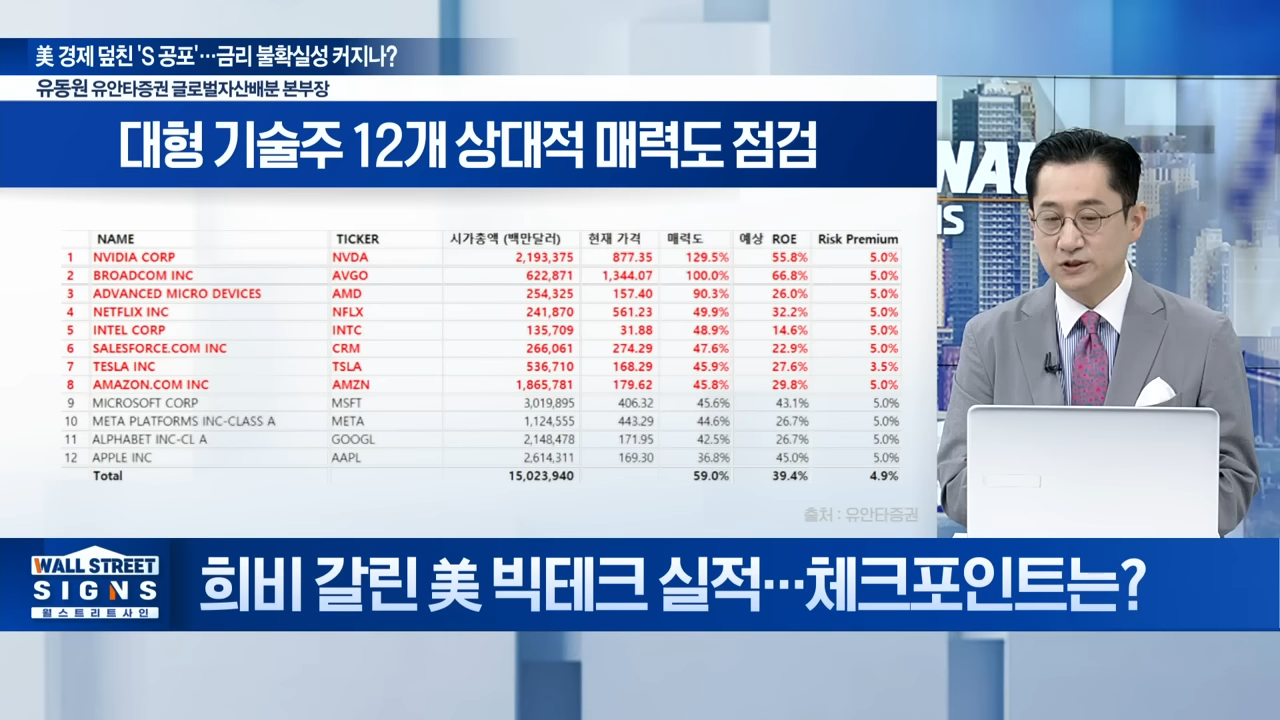 美 경제 덮친 'S 공포'…금리 불확실성 커지나?
유동원 유안타증권 글로벌자산배분 본부장
대형 기술주 12개 상대적 매력도 점검
NAME TICKER 시가총액 (백만달러) 현재 가격 매력도 예상 ROE Risk Premium
1 NVIDIA CORP NVDA 2,193,375 877.35 129.5% 55.8% 5.0%
2 BROADCOM INC AVGO 622,871 1,344.07 100.0% 66.8% 5.0%
3 ADVANCED MICRO DEVICES AMD 254,325 157.40 90.3% 26.0% 5.0%
4 NETFLIX INC NFLX 241,870 561.23 49.9% 32.2% 5.0%
5 INTEL CORP INTC 135,709 31.88 48.9% 14.6% 5.0%
6 SALESFORCE.COM INC CRM 266,061 274.29 47.6% 22.9% 5.0%
7 TESLA INC TSLA 536,710 168.29 45.9% 27.6% 3.5%
8 AMAZON.COM INC AMZN 1,865,781 179.62 45.8% 29.8% 5.0%
9 MICROSOFT CORP MSFT 3,019,895 406.32 45.6% 43.1% 5.0%
10 META PLATFORMS INC-CLASS A META 1,124,555 443.29 44.6% 26.7% 5.0%
11 ALPHABET INC-CL A GOOGL 2,148,478 171.95 42.5% 26.7% 5.0%
12 APPLE INC AAPL 2,614,311 169.30 36.8% 45.0% 5.0%
Total 15,023,940 59.0% 39.4% 4.9%
출처 : 유안타증권
WALL STREET
SIGNS
월스트리트사인
희비 갈린 美 빅테크 실적…체크포인트는?